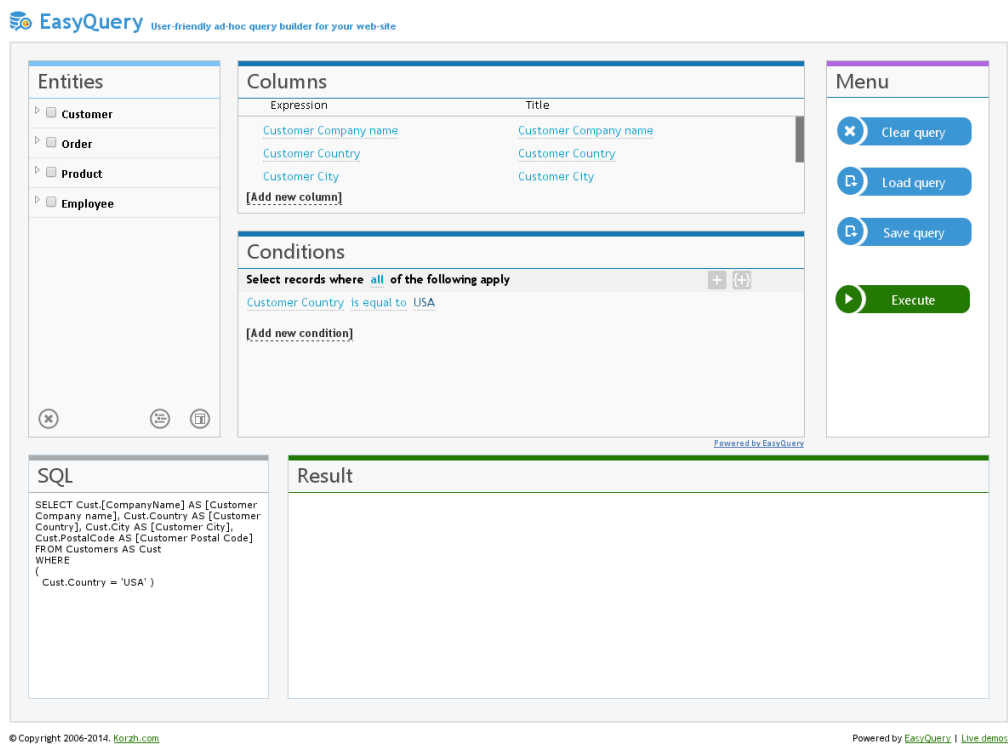 EasyQuery User-friendly ad-hoc query builder for your web-site
Entities
Customer
Order
Product
Employee
Columns
Expression Title
Customer Company name Customer Company name
Customer Country Customer Country
Customer City Customer City
[Add new column]
Conditions
Select records where all of the following apply
Customer Country is equal to USA
[Add new condition]
Powered by EasyQuery
Menu
Clear query
Load query
Save query
Execute
SQL
SELECT Cust.[CompanyName] AS [Customer
Company name], Cust.Country AS [Customer
Country], Cust.City AS [Customer City],
Cust.PostalCode AS [Customer Postal Code]
FROM Customers AS Cust
WHERE
(
Cust.Country = 'USA' )
Result
© Copyright 2006-2014. Korzh.com
Powered by EasyQuery | Live demos